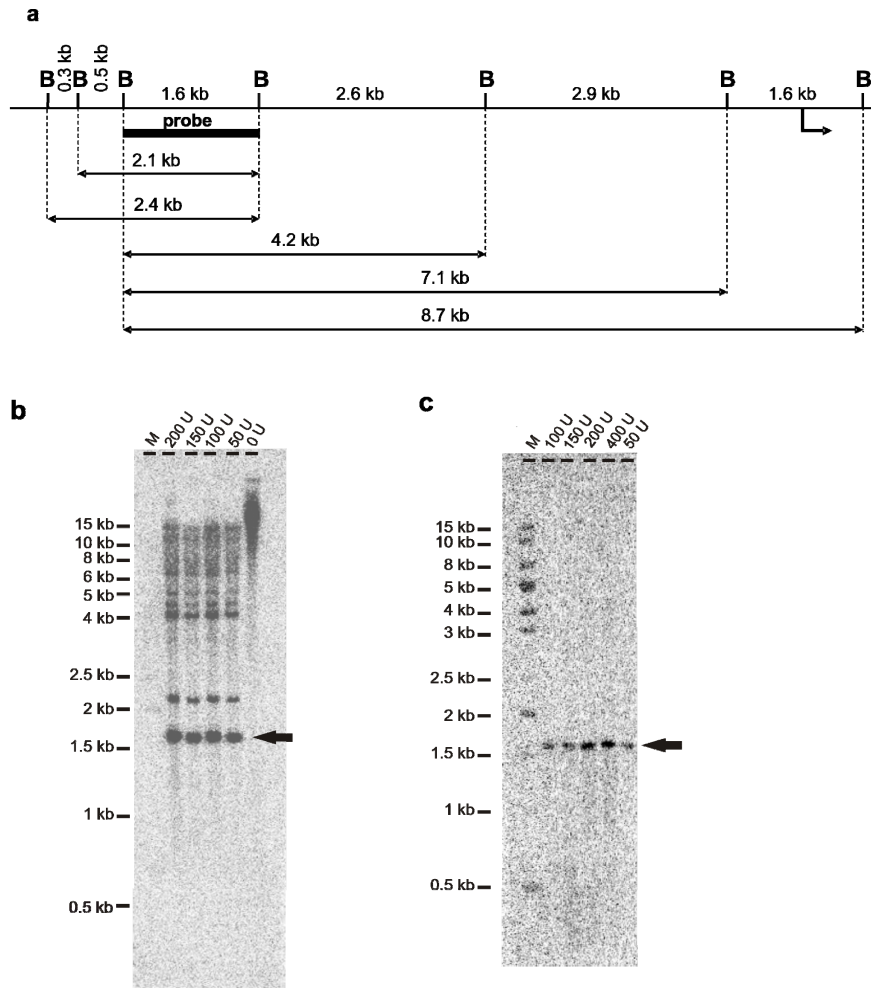 a
0.3 kb 0.5 kb
B B B B B B B
1.6 kb 2.6 kb 2.9 kb 1.6 kb
probe
2.1 kb
2.4 kb
4.2 kb
7.1 kb
8.7 kb
b
M 200 U 150 U 100 U 50 U 0 U
15 kb
10 kb
8 kb
6 kb
5 kb
4 kb
2.5 kb
2 kb
1.5 kb
1 kb
0.5 kb
c
M 100 U 150 U 200 U 400 U 50 U
15 kb
10 kb
8 kb
5 kb
4 kb
3 kb
2.5 kb
2 kb
1.5 kb
1 kb
0.5 kb